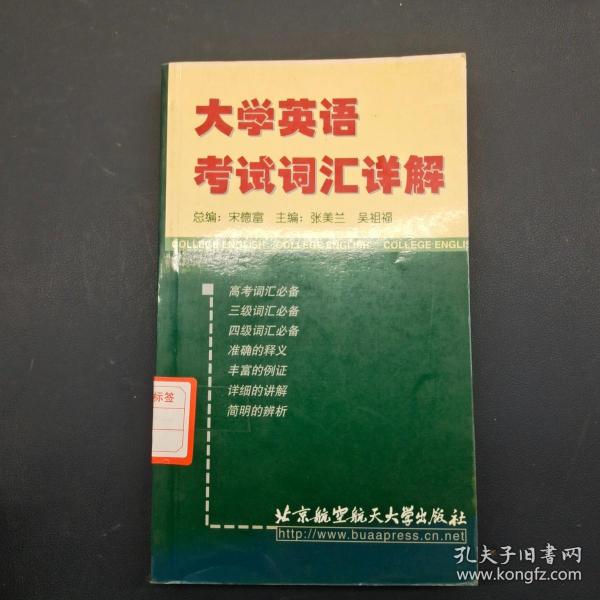 大学英语
考试词汇详解
总编：宋德富 主编：张美兰 吴祖福
COLLEGE ENGLISH COLLEGE ENGLISH COLLEGE ENGLIS
高考词汇必备
三级词汇必备
四级词汇必备
准确的释义
丰富的例证
详细的讲解
简明的辨析
标签
北京航空航天大学出版社
http://www.buaapress.cn.net
孔夫子旧书网
www.kongfz.com